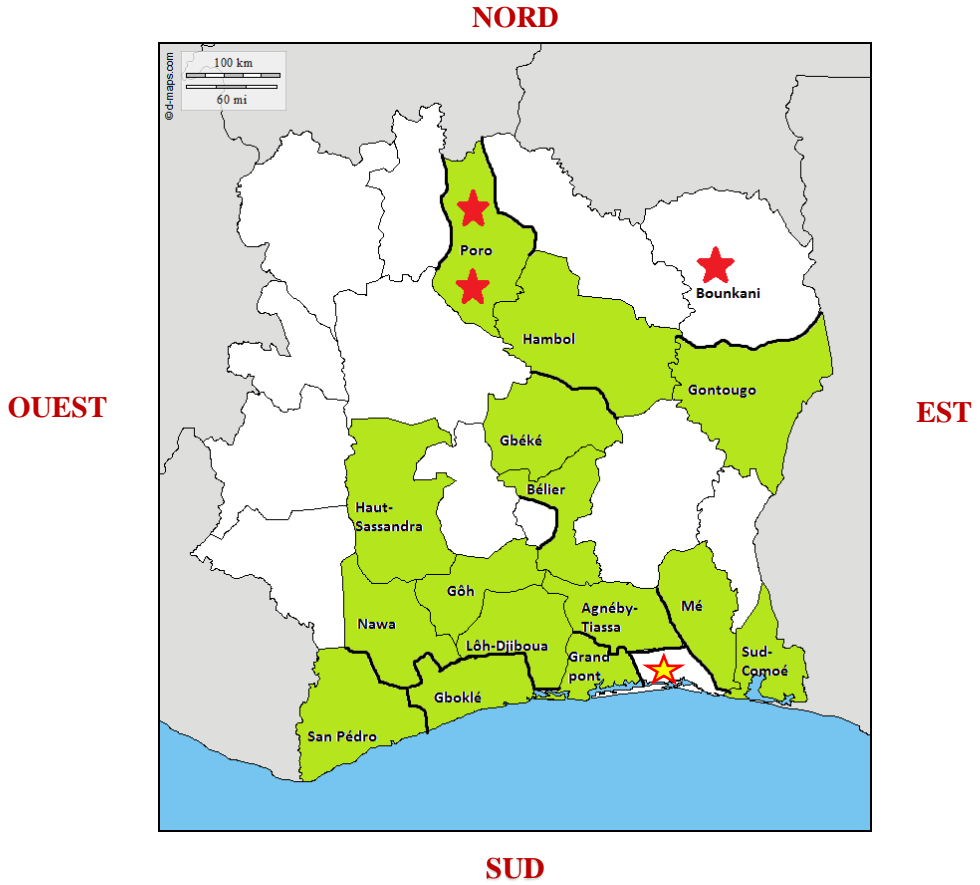 NORD
©d-maps.com
100 km
60 mi
Poro
Bounkani
Hambol
Gontougo
OUEST
EST
Gbéké
Bélier
Haut-
Sassandra
Gôh
Agnéby-
Tiassa
Mé
Nawa
Lôh-Djiboua
Grand
pont
Sud-
Comoé
Gboklé
San Pédro
SUD